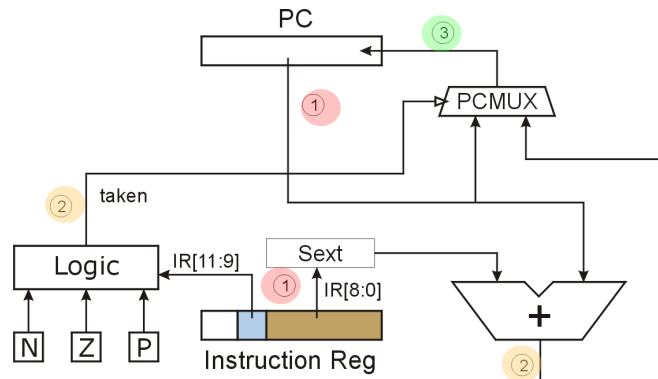 PC
③
①
PCMUX
②
taken
Logic
IR[11:9]
Sext
①
IR[8:0]
N
Z
P
Instruction Reg
+
②